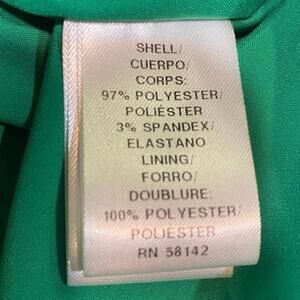 SHELL/
CUERPO/
CORPS:
97% POLYESTER/
POLIÉSTER
3% SPANDEX/
ELASTANO
LINING/
FORRO/
DOUBLURE:
100% POLYESTER/
POLIÉSTER
RN 58142